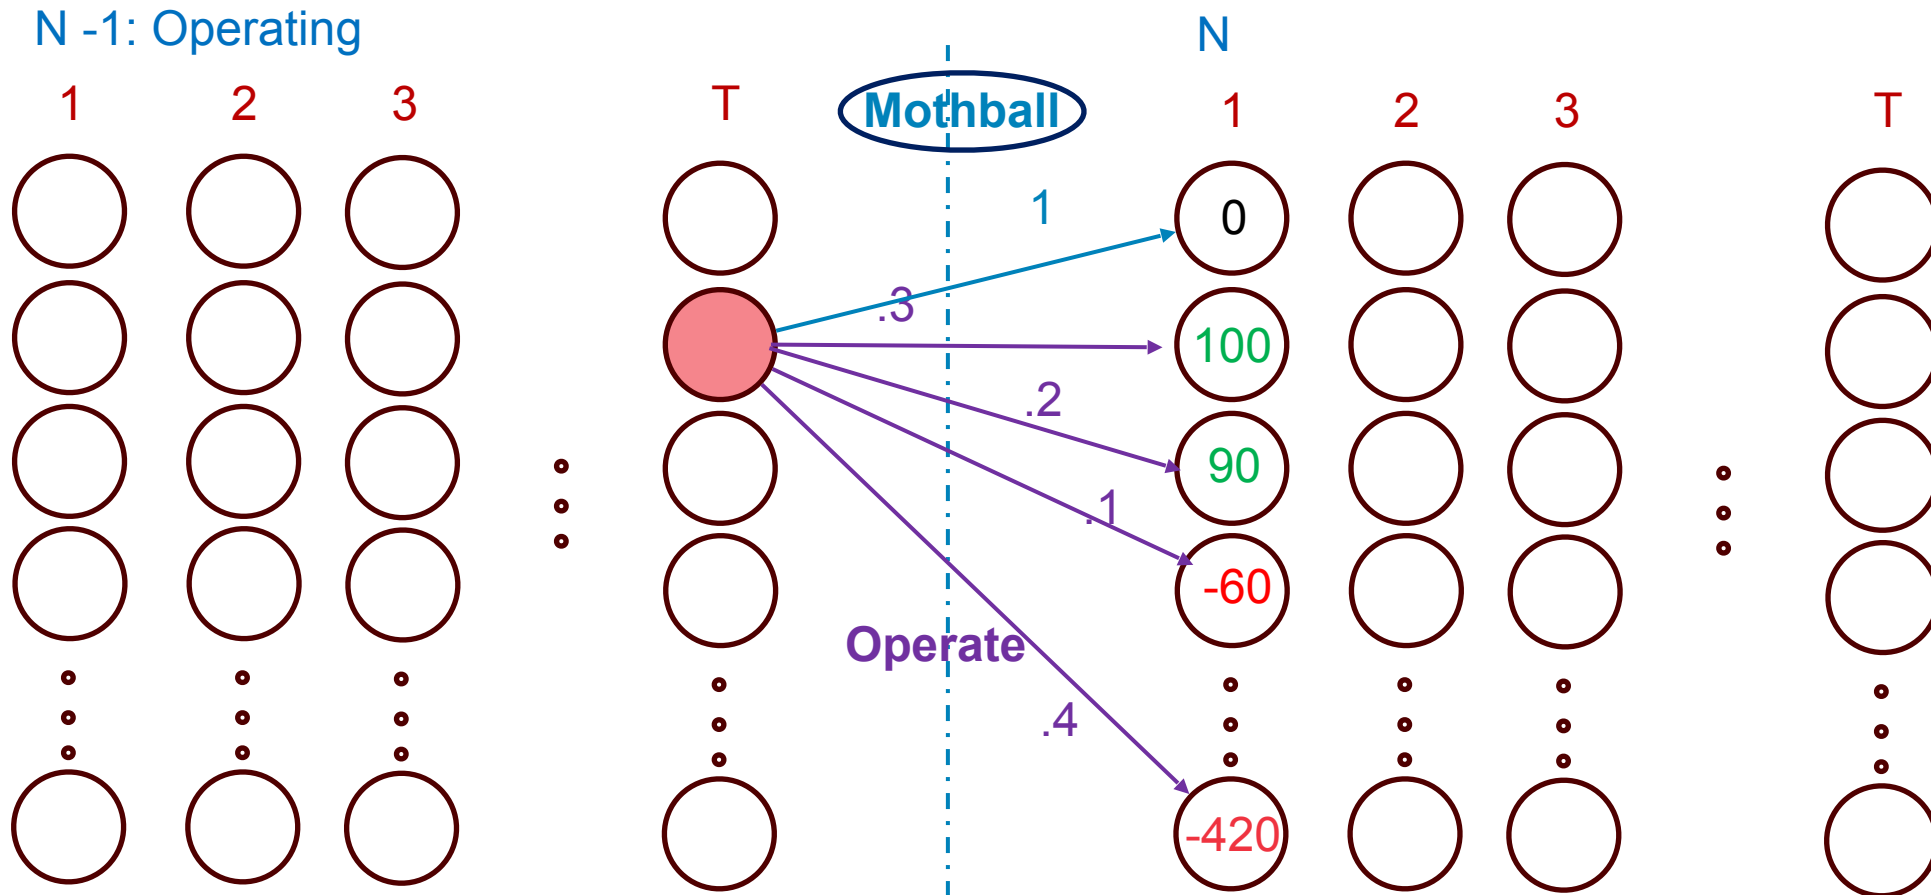 N -1: Operating
N
1 2 3 T
Mothball
1 2 3 T
1
0
.3
100
.2
90
.1
-60
Operate
.4
-420